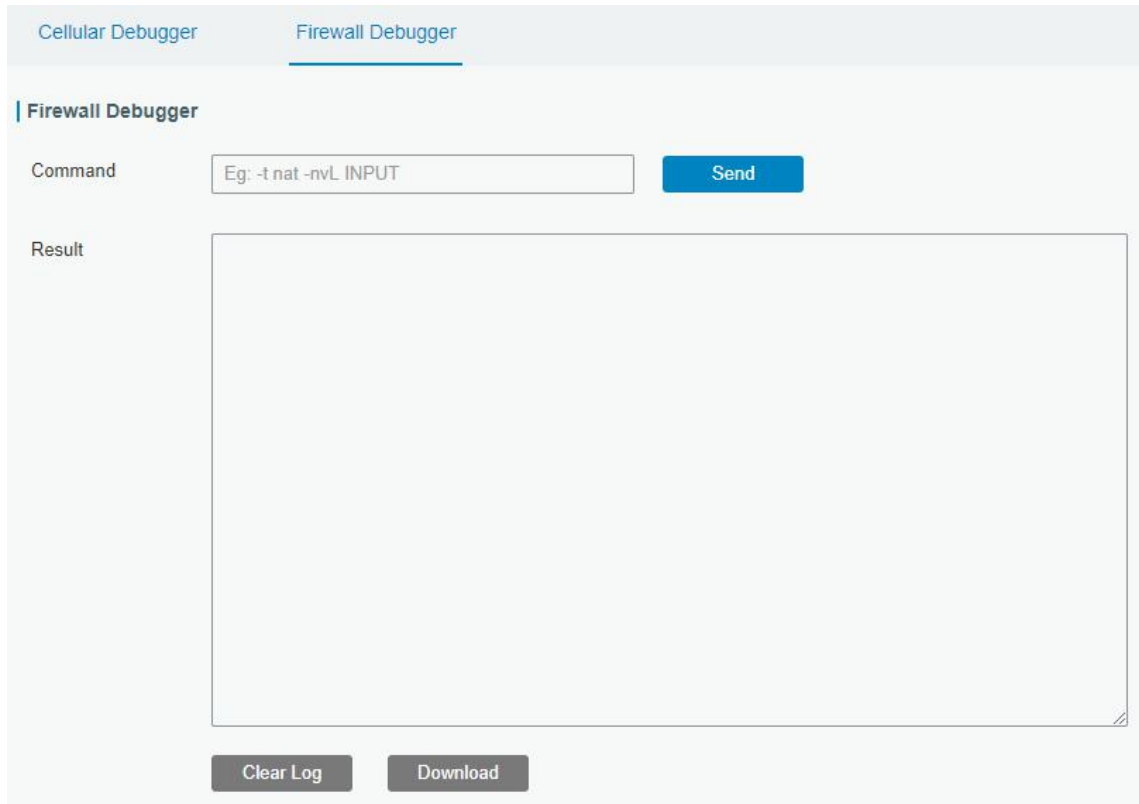 Cellular Debugger Firewall Debugger
Firewall Debugger
Command Eg: -t nat -nvL INPUT Send
Result
Clear Log Download